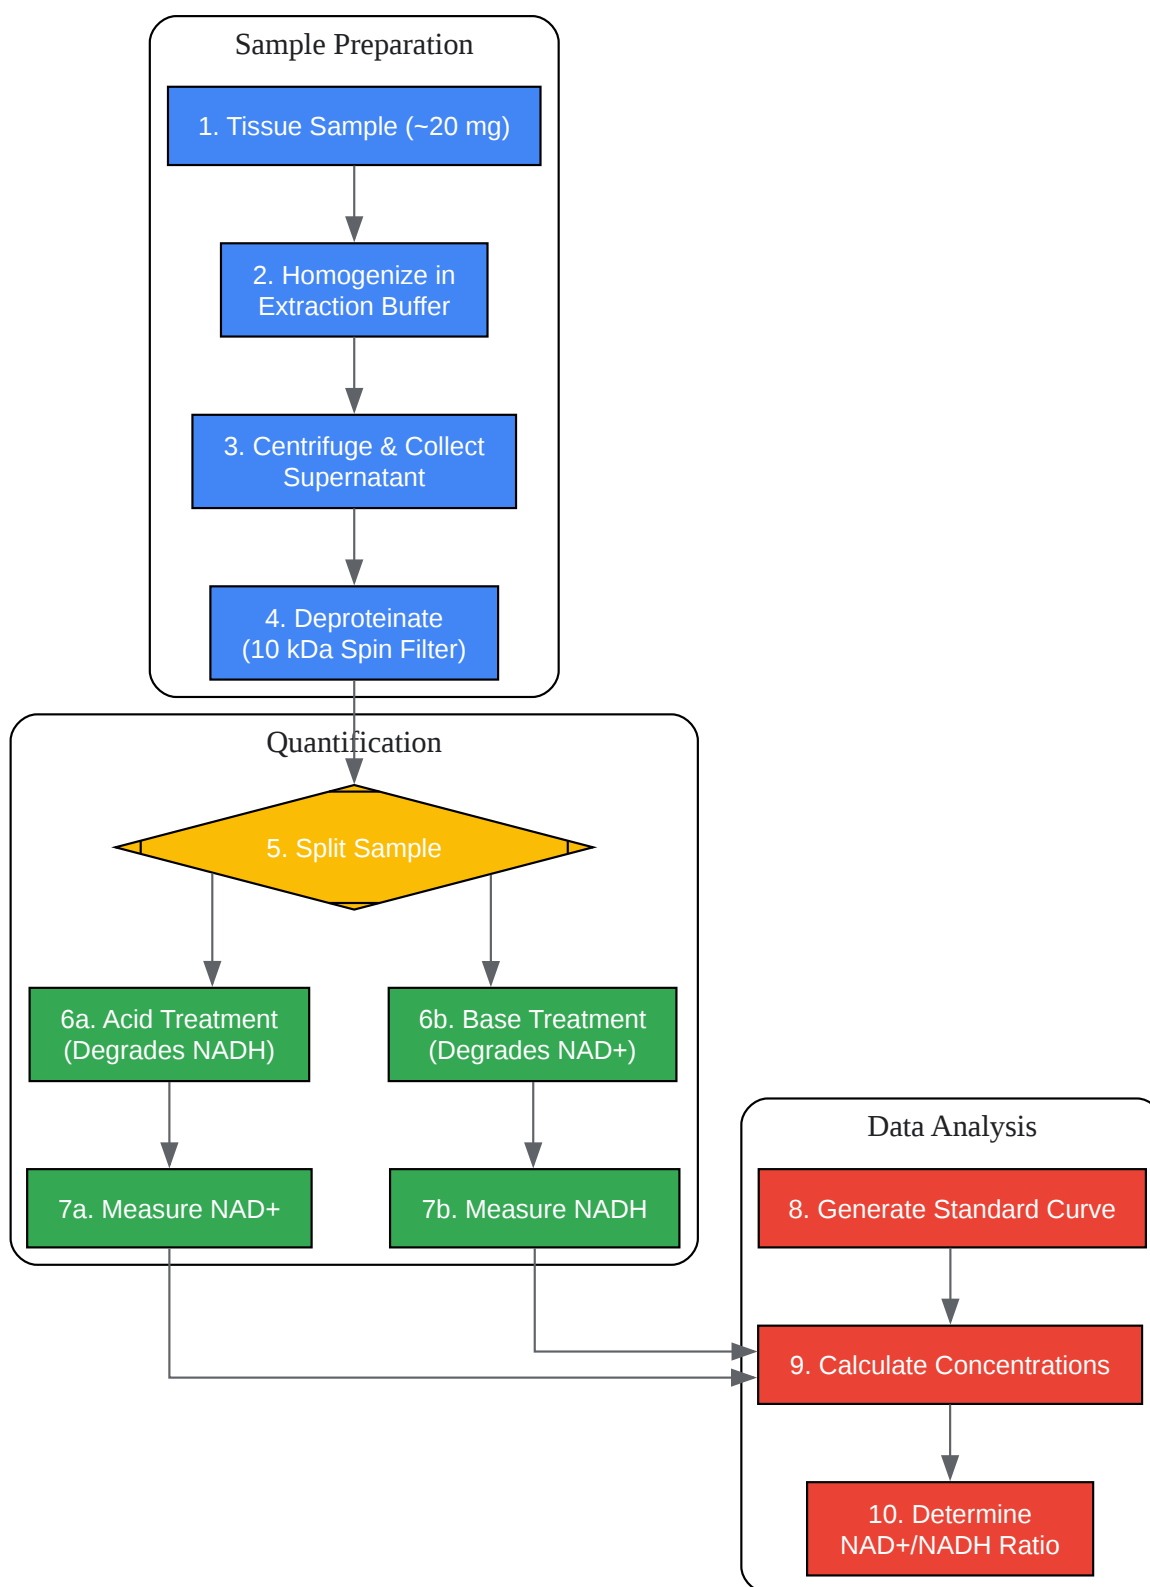 Sample Preparation
1. Tissue Sample (~20 mg)
2. Homogenize in
Extraction Buffer
3. Centrifuge & Collect
Supernatant
4. Deproteinate
(10 kDa Spin Filter)
Quantification
5. Split Sample
6a. Acid Treatment
(Degrades NADH)
6b. Base Treatment
(Degrades NAD+)
7a. Measure NAD+
7b. Measure NADH
Data Analysis
8. Generate Standard Curve
9. Calculate Concentrations
10. Determine
NAD+/NADH Ratio